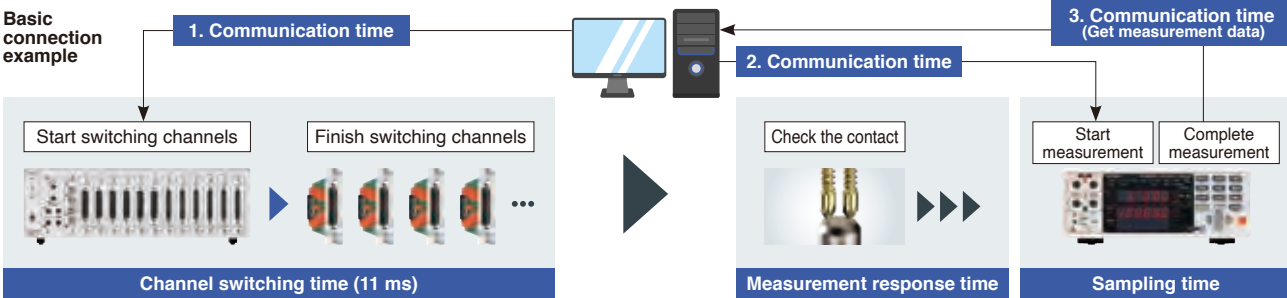 Basic
connection
example
1. Communication time
2. Communication time
3. Communication time
(Get measurement data)
Start switching channels
Finish switching channels
Check the contact
Start
measurement
Complete
measurement
Channel switching time (11 ms)
Measurement response time
Sampling time